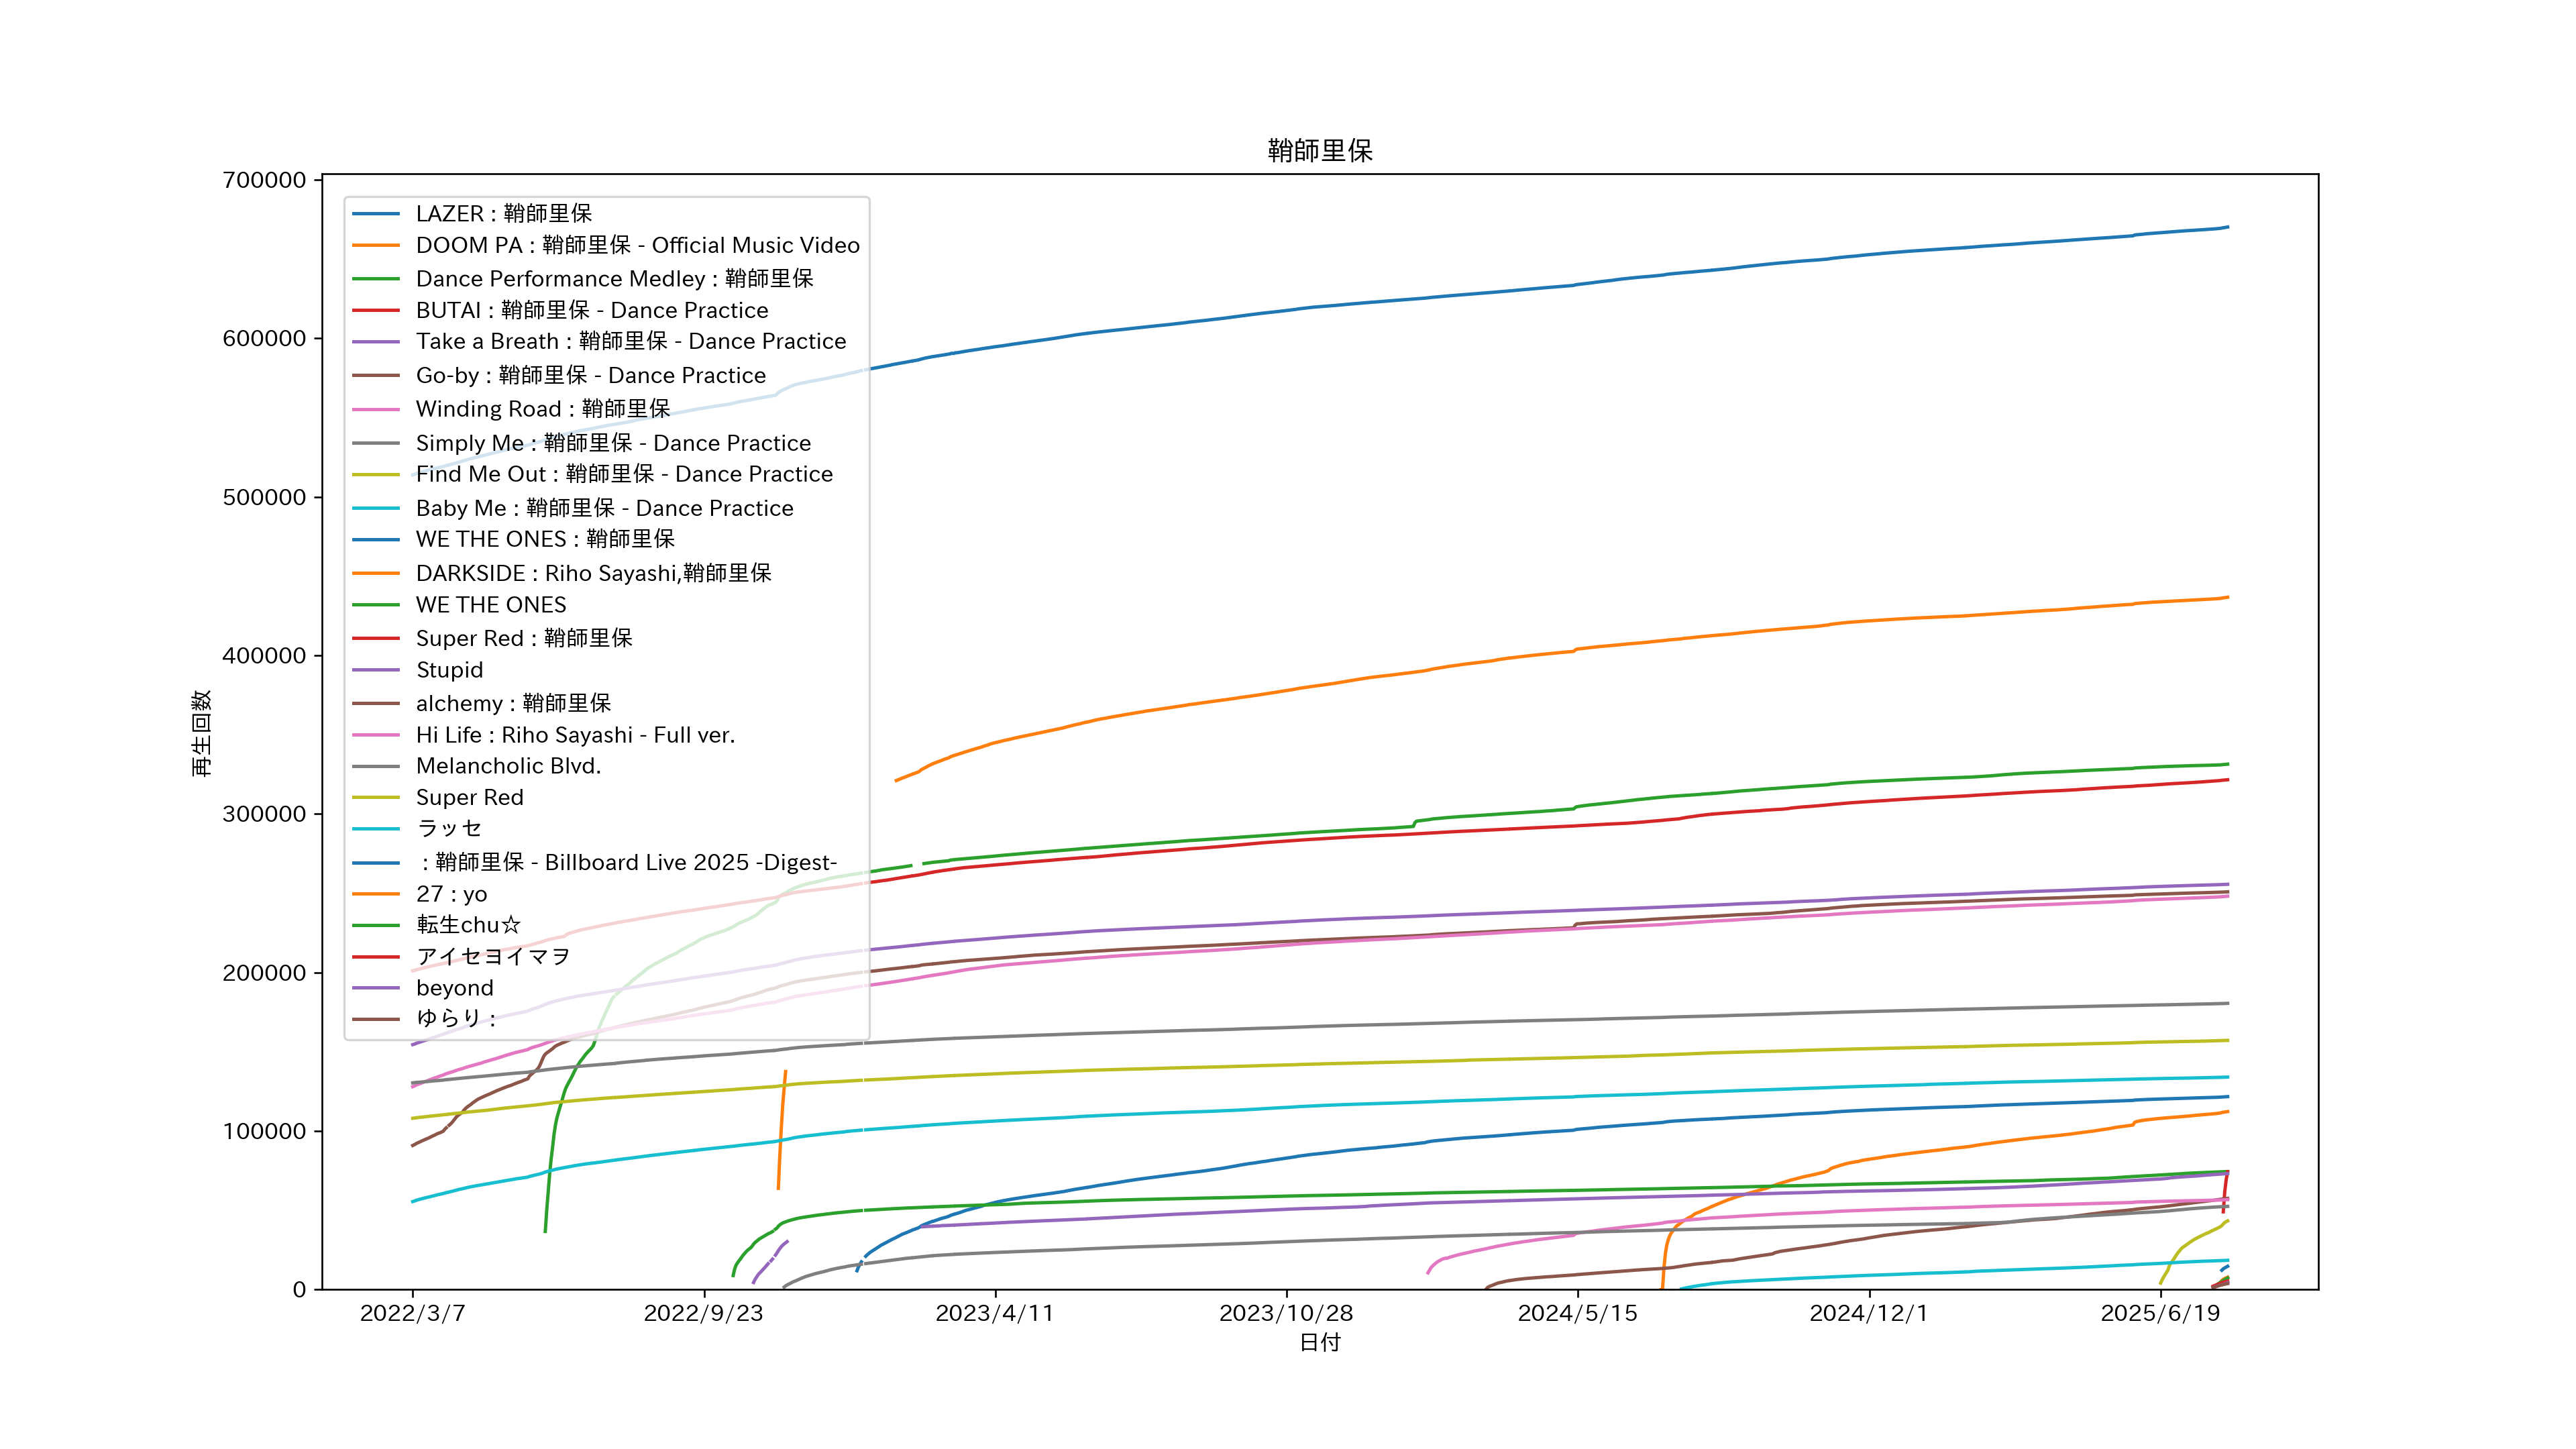 鞘師里保
700000
600000
500000
400000
300000
200000
100000
0
再生回数
LAZER : 鞘師里保
DOOM PA : 鞘師里保 - Official Music Video
Dance Performance Medley : 鞘師里保
BUTAI : 鞘師里保 - Dance Practice
Take a Breath : 鞘師里保 - Dance Practice
Go-by : 鞘師里保 - Dance Practice
Winding Road : 鞘師里保
Simply Me : 鞘師里保 - Dance Practice
Find Me Out : 鞘師里保 - Dance Practice
Baby Me : 鞘師里保 - Dance Practice
WE THE ONES : 鞘師里保
DARKSIDE : Riho Sayashi,鞘師里保
WE THE ONES
Super Red : 鞘師里保
Stupid
alchemy : 鞘師里保
Hi Life : Riho Sayashi - Full ver.
Melancholic Blvd.
Super Red
ラッセ
: 鞘師里保 - Billboard Live 2025 -Digest-
27 : yo
転生chu☆
アイセヨイマヲ
beyond
ゆらり :
2022/3/7 2022/9/23 2023/4/11 2023/10/28 2024/5/15 2024/12/1 2025/6/19
日付